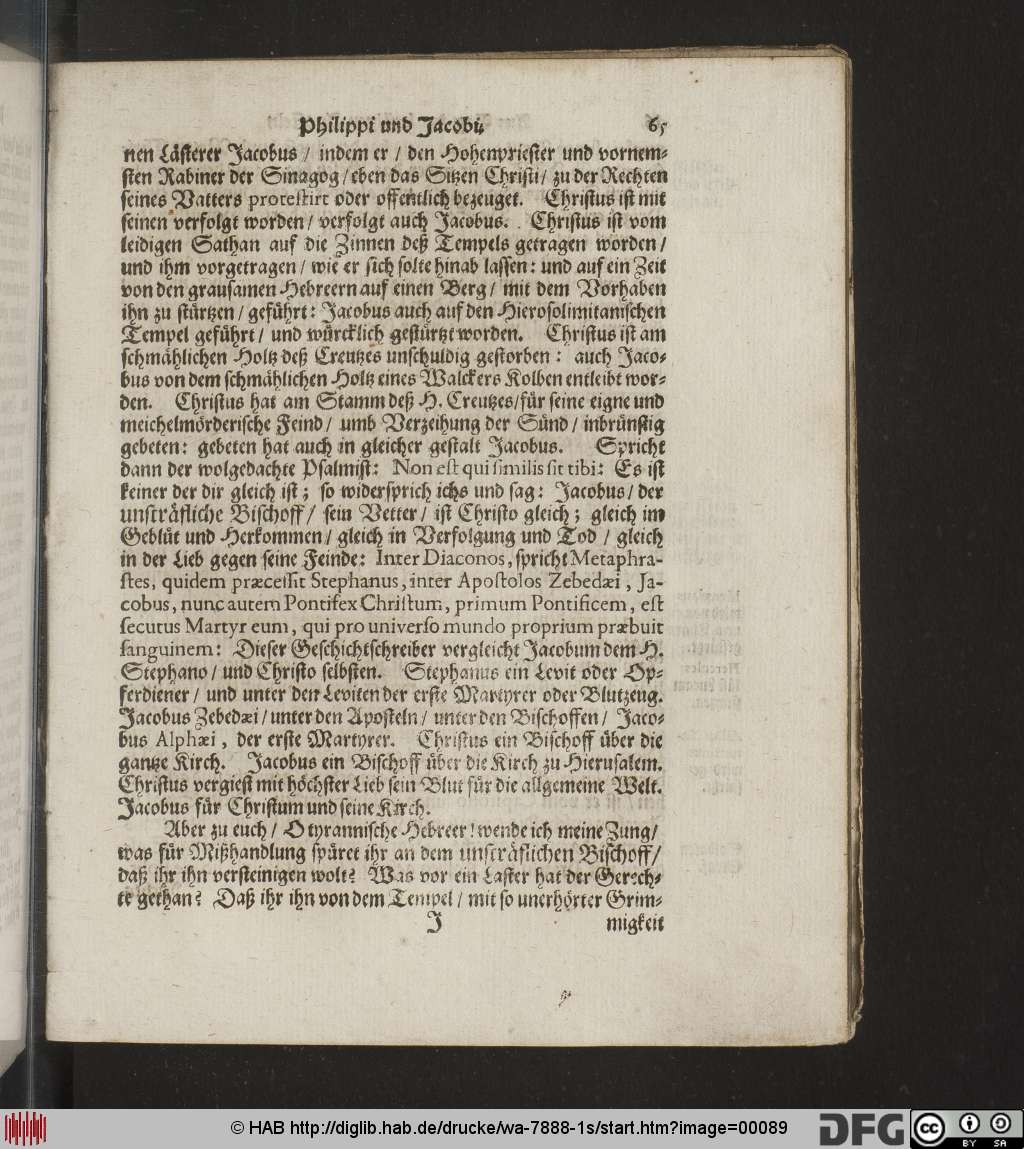 Philippi und Jacobi. 65
nen Lästerer Jacobus / indem er / den Hohenpriester und vornem-
sten Rabiner der Sinagog / eben das Sitzen Christi / zu der Rechten
seines Vatters protestirt oder offentlich bezeuget. Christus ist mit
seinen verfolgt worden / verfolgt auch Jacobus. Christus ist vom
leidigen Sathan auf die Zinnen deß Tempels getragen worden /
und ihm vorgetragen / wie er sich solte hinab lassen: und auf ein Zeit
von den grausamen Hebreern auf einen Berg / mit dem Vorhaben
ihn zu stürtzen / geführt: Jacobus auch auf den Hierosolimitanischen
Tempel geführt / und würcklich gestürtzt worden. Christus ist am
schmählichen Holtz deß Creutzes unschuldig gestorben: auch Jaco-
bus von dem schmählichen Holtz eines Walckers Kolben entleibt wor-
den. Christus hat am Stamm deß H. Creutzes / für seine eigne und
meichelmörderische Feind / umb Verzeihung der Sünd / inbrünstig
gebeten: gebeten hat auch in gleicher gestalt Jacobus. Spricht
dann der wolgedachte Psalmist: Non est qui similis sit tibi: Es ist
keiner der dir gleich ist; so widersprich ichs und sag: Jacobus / der
unsträfliche Bischoff / sein Vetter / ist Christo gleich; gleich im
Geblüt und Herkommen / gleich in Verfolgung und Tod / gleich
in der Lieb gegen seine Feinde: Inter Diaconos, spricht Metaphra-
stes, quidem præcessit Stephanus, inter Apostolos Zebedæi, Ja-
cobus, nunc autem Pontifex Christum, primum Pontificem, est
secutus Martyr eum, qui pro universo mundo proprium præbuit
sanguinem: Dieser Geschichtschreiber vergleicht Jacobum dem H.
Stephano / und Christo selbsten. Stephanus ein Levit oder Op-
ferdiener / und unter den Leviten der erste Martyrer oder Blutzeug.
Jacobus Zebedæi / unter den Aposteln / unter den Bischoffen / Jaco-
bus Alphæi, der erste Martyrer. Christus ein Bischoff über die
gantze Kirch. Jacobus ein Bischoff über die Kirch zu Hierusalem.
Christus vergiest mit höchster Lieb sein Blut für die allgemeine Welt.
Jacobus für Christum und seine Kirch.
Aber zu euch / O tyrannische Hebreer! wende ich meine Zung /
was für Mißhandlung spüret ihr an dem unsträflichen Bischoff /
daß ihr ihn versteinigen wolt? Was vor ein Laster hat der Gerech-
te gethan? Daß ihr ihn von dem Tempel / mit so unerhörter Grim-
J migkeit
© HAB http://diglib.hab.de/drucke/wa-7888-1s/start.htm?image=00089
DFG
cc BY SA